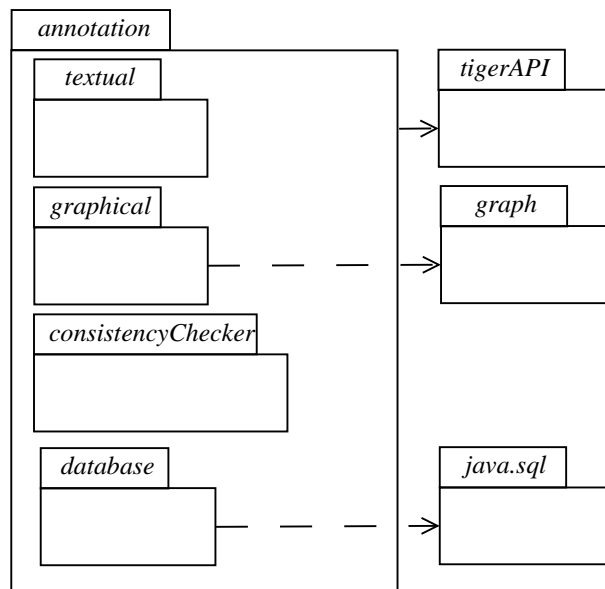 annotation
textual
tigerAPI
graphical
graph
consistencyChecker
database
java.sql